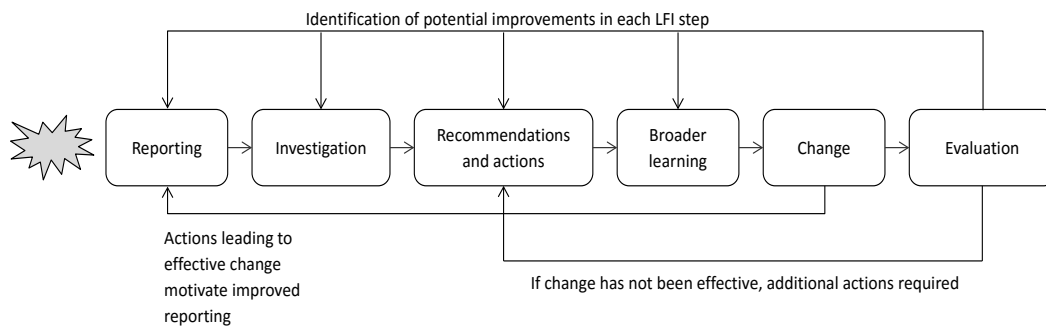 Identification of potential improvements in each LFI step
Reporting
Investigation
Recommendations
and actions
Broader
learning
Change
Evaluation
Actions leading to
effective change
motivate improved
reporting
If change has not been effective, additional actions required